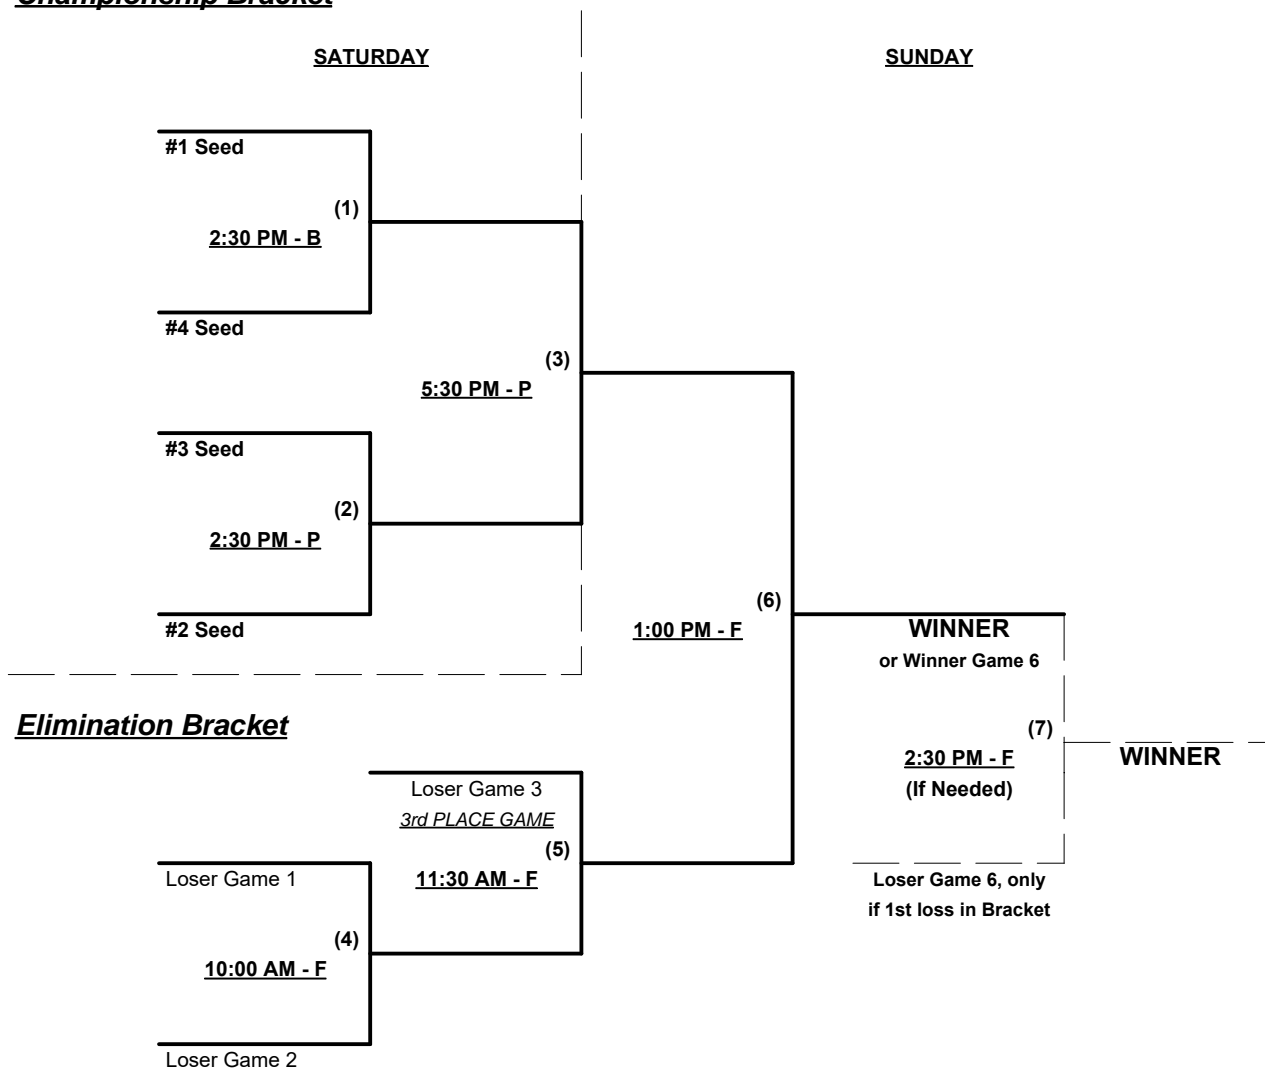 Championship Bracket
SATURDAY
SUNDAY
#1 Seed
(1)
2:30 PM - B
#4 Seed
(3)
5:30 PM - P
#3 Seed
(2)
2:30 PM - P
#2 Seed
(6)
1:00 PM - F
WINNER
or Winner Game 6
Elimination Bracket
(7)
2:30 PM - F
(If Needed)
WINNER
Loser Game 3
3rd PLACE GAME
(5)
11:30 AM - F
Loser Game 1
Loser Game 6, only
if 1st loss in Bracket
(4)
10:00 AM - F
Loser Game 2